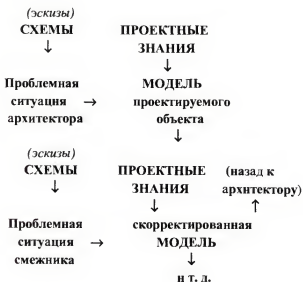 (эскизы)
СХЕМЫ ПРОЕКТНЫЕ
↓ ЗНАНИЯ
↓
Проблемная МОДЕЛЬ
ситуация → проектируемого
архитектора объекта
↓
(эскизы)
СХЕМЫ ПРОЕКТНЫЕ (назад к
↓ ЗНАНИЯ архитектору)
↓ ↑
Проблемная скорректированная
ситуация → МОДЕЛЬ
смежника ↓
и т. д.